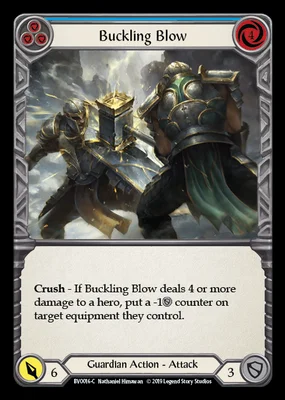 Buckling Blow
4
Crush - If Buckling Blow deals 4 or more
damage to a hero, put a -1 counter on
target equipment they control.
6
Guardian Action - Attack
3
BVO016-C Nathaniel Himawan © 2019 Legend Story Studios